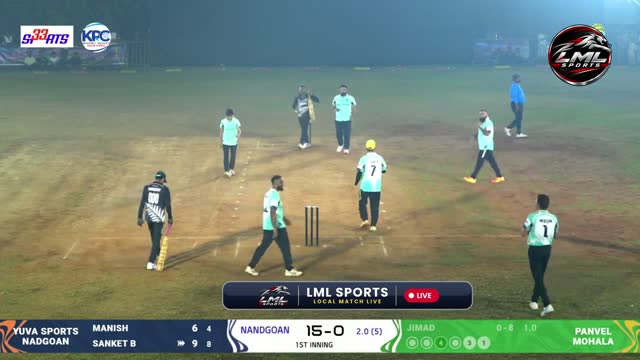 33
SPORTS
KPC
LML
SPORTS
7
1
LML SPORTS
LOCAL MATCH LIVE
LIVE
YUVA SPORTS
NADGOAN
MANISH 6 4
SANKET B » 9 8
NANDGOAN 15-0 2.0 (5)
1ST INNING
JIMAD 0 - 8 1.0
4 3 1
PANVEL
MOHALA